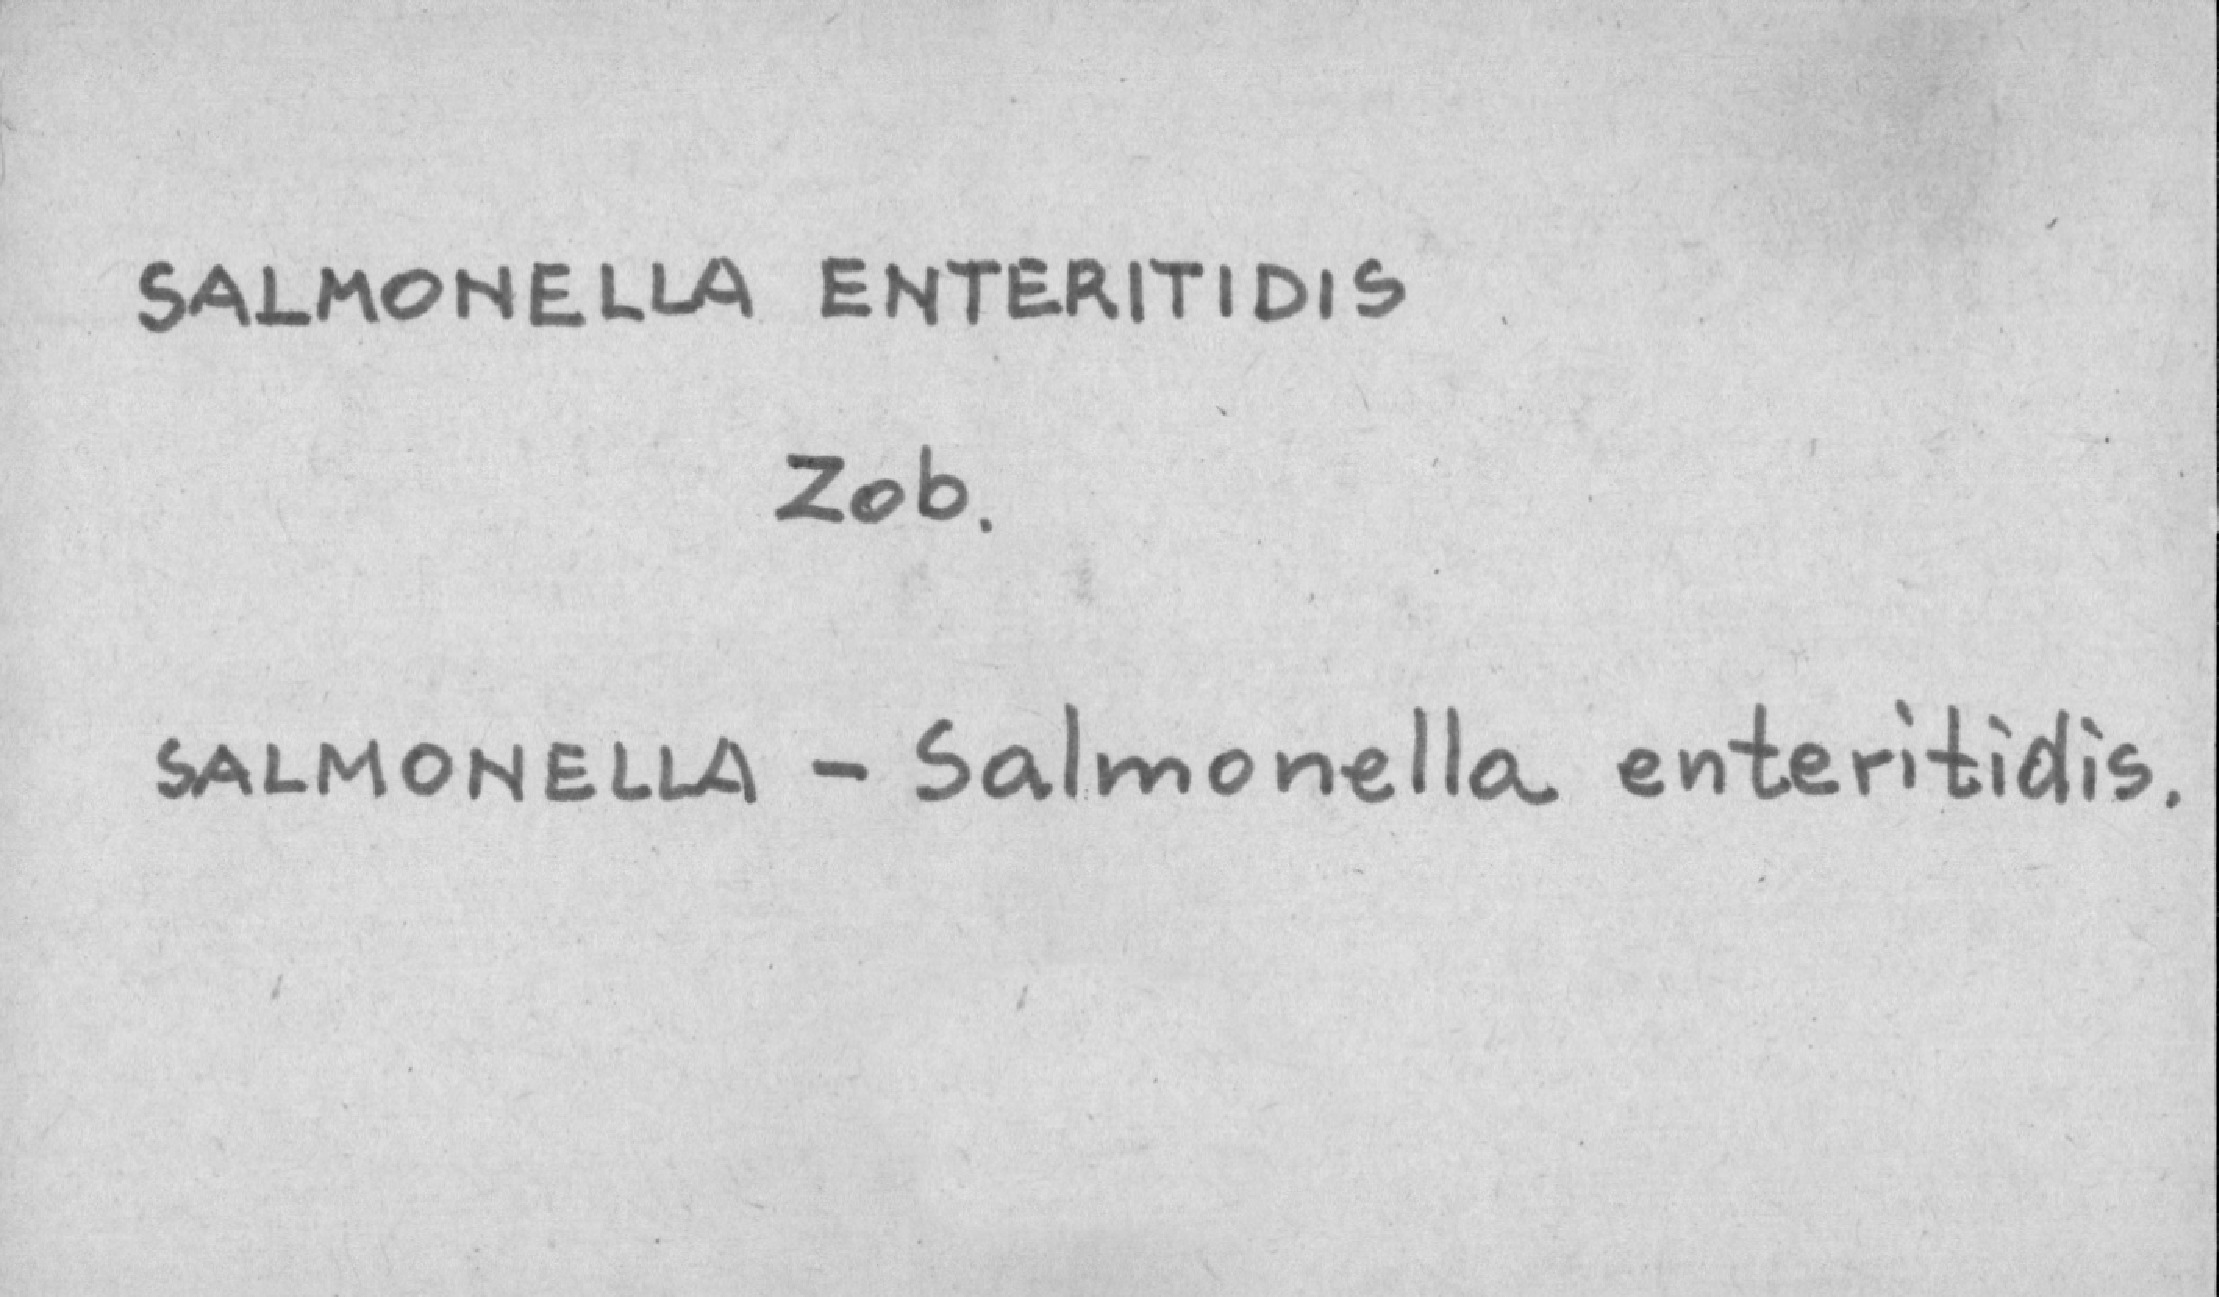 SALMONELLA ENTERITIDIS
Zob.
SALMONELLA - Salmonella enteritidis.